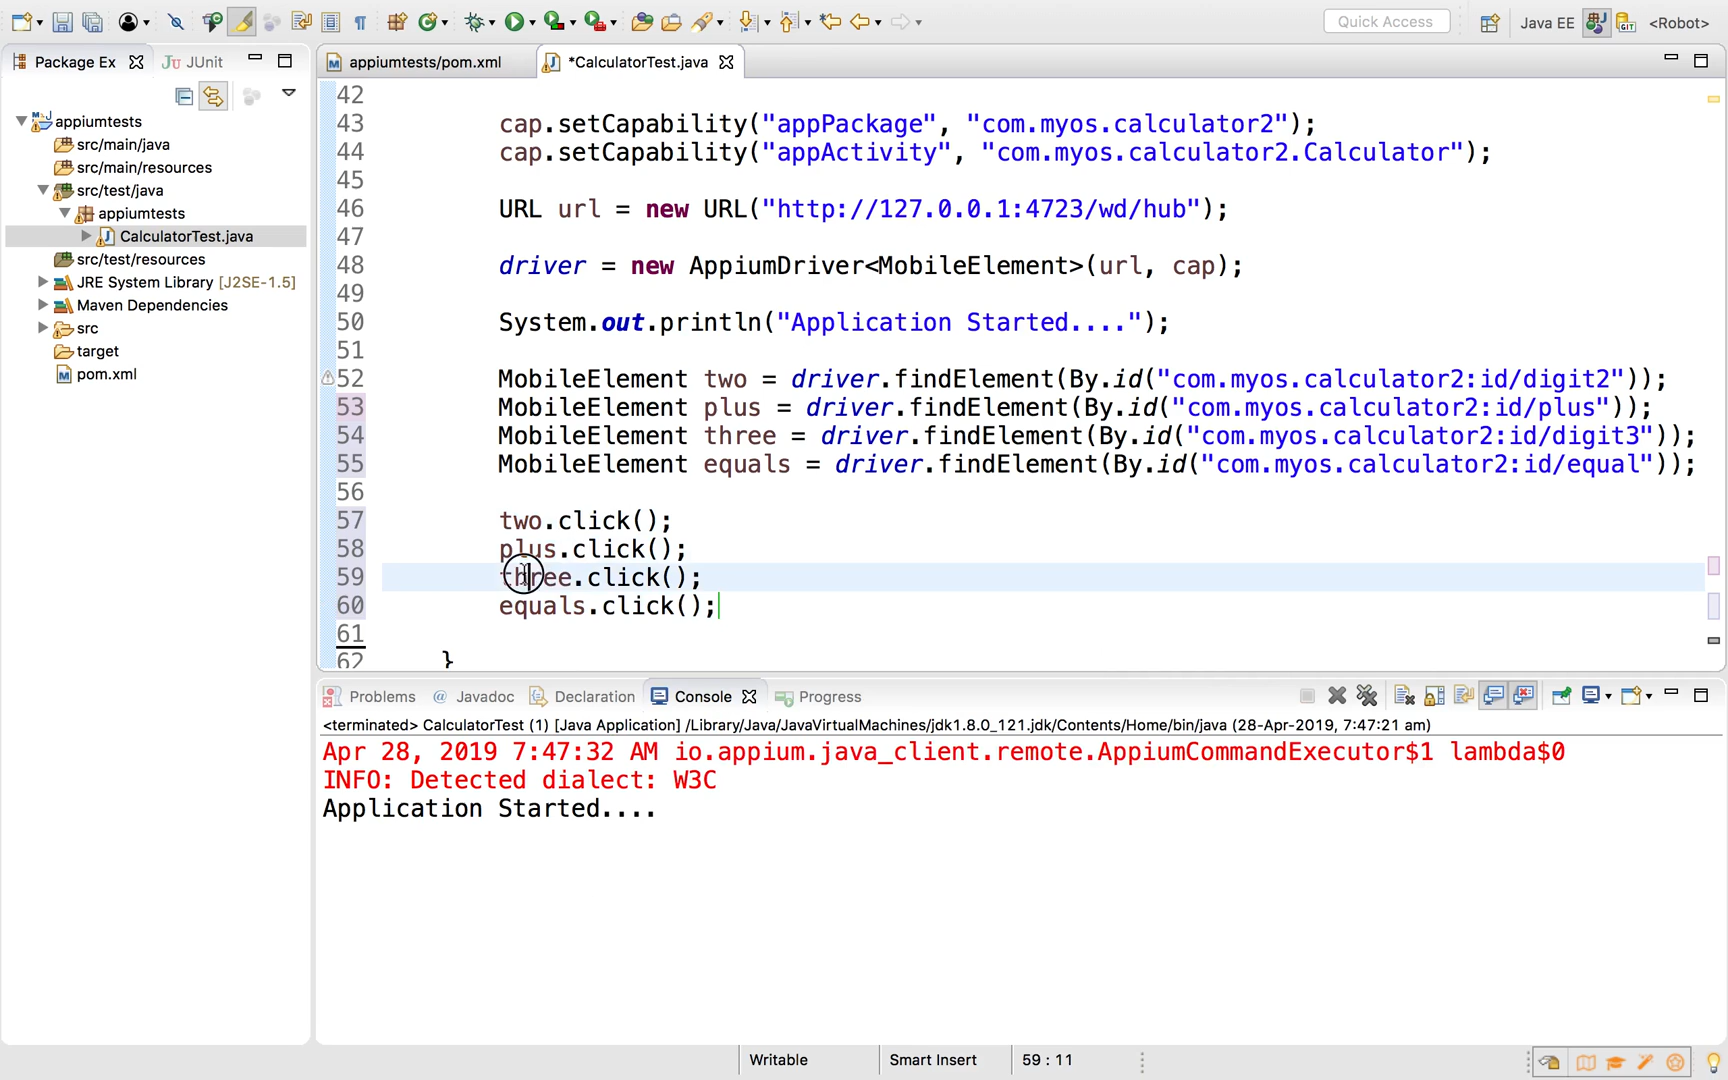 Quick Access
Java EE
<Robot>
Package Ex
JUnit
appiumtests/pom.xml
*CalculatorTest.java
appiumtests
src/main/java
src/main/resources
src/test/java
appiumtests
CalculatorTest.java
src/test/resources
JRE System Library [J2SE-1.5]
Maven Dependencies
src
target
pom.xml
42
43 cap.setCapability("appPackage", "com.myos.calculator2");
44 cap.setCapability("appActivity", "com.myos.calculator2.Calculator");
45
46 URL url = new URL("http://127.0.0.1:4723/wd/hub");
47
48 driver = new AppiumDriver<MobileElement>(url, cap);
49
50 System.out.println("Application Started....");
51
52 MobileElement two = driver.findElement(By.id("com.myos.calculator2:id/digit2"));
53 MobileElement plus = driver.findElement(By.id("com.myos.calculator2:id/plus"));
54 MobileElement three = driver.findElement(By.id("com.myos.calculator2:id/digit3"));
55 MobileElement equals = driver.findElement(By.id("com.myos.calculator2:id/equal"));
56
57 two.click();
58 plus.click();
59 three.click();
60 equals.click();
61
62 }
Problems @ Javadoc Declaration Console Progress
<terminated> CalculatorTest (1) [Java Application] /Library/Java/JavaVirtualMachines/jdk1.8.0_121.jdk/Contents/Home/bin/java (28-Apr-2019, 7:47:21 am)
Apr 28, 2019 7:47:32 AM io.appium.java_client.remote.AppiumCommandExecutor$1 lambda$0
INFO: Detected dialect: W3C
Application Started....
Writable
Smart Insert
59 : 11